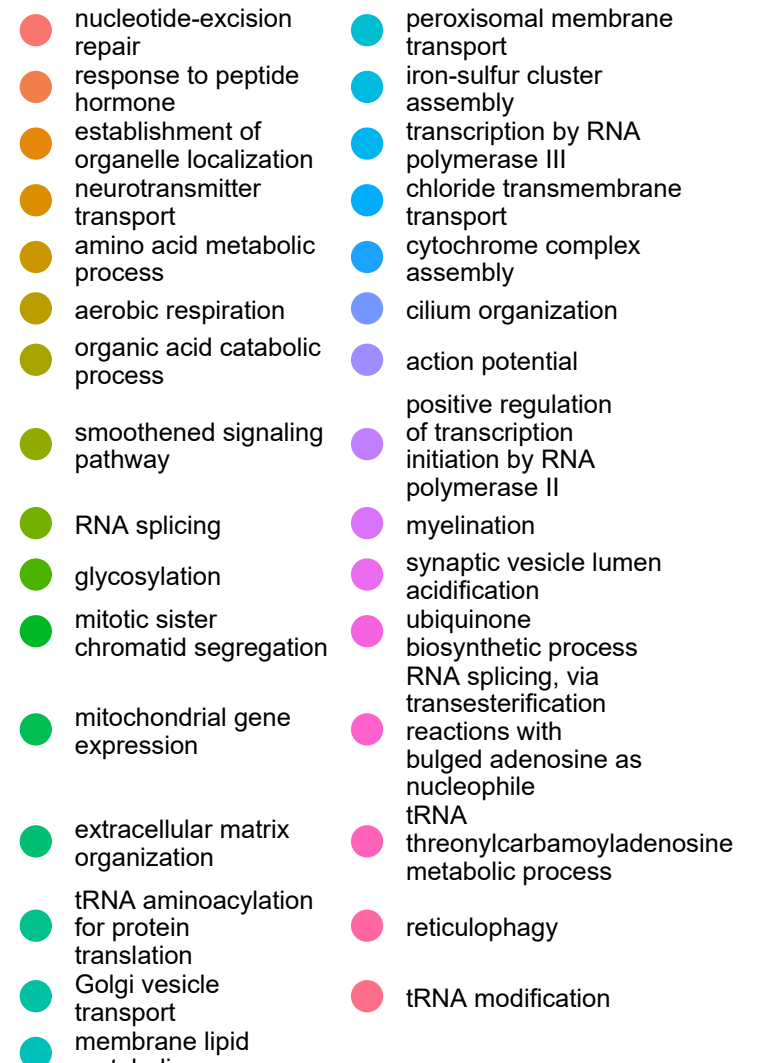 nucleotide-excision
repair
response to peptide
hormone
establishment of
organelle localization
neurotransmitter
transport
amino acid metabolic
process
aerobic respiration
organic acid catabolic
process
smoothened signaling
pathway
RNA splicing
glycosylation
mitotic sister
chromatid segregation
mitochondrial gene
expression
extracellular matrix
organization
tRNA aminoacylation
for protein
translation
Golgi vesicle
transport
membrane lipid
peroxisomal membrane
transport
iron-sulfur cluster
assembly
transcription by RNA
polymerase III
chloride transmembrane
transport
cytochrome complex
assembly
cilium organization
action potential
positive regulation
of transcription
initiation by RNA
polymerase II
myelination
synaptic vesicle lumen
acidification
ubiquinone
biosynthetic process
RNA splicing, via
transesterification
reactions with
bulged adenosine as
nucleophile
tRNA
threonylcarbamoyladenosine
metabolic process
reticulophagy
tRNA modification